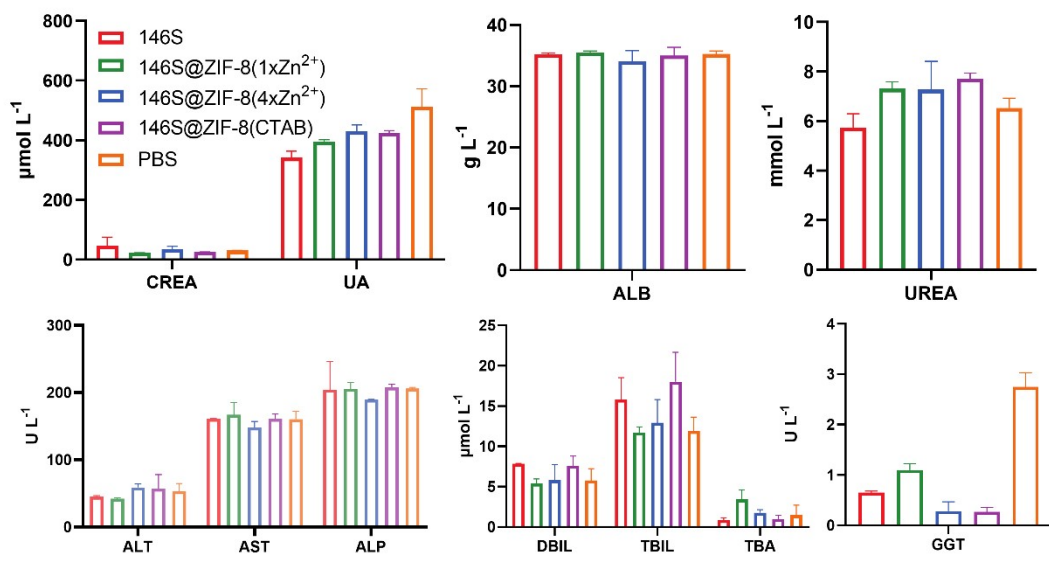 800
600
400
200
0
μmol L⁻¹
146S
146S@ZIF-8(1xZn²⁺)
146S@ZIF-8(4xZn²⁺)
146S@ZIF-8(CTAB)
PBS
CREA UA
40
30
20
10
0
g L⁻¹
ALB
10
8
6
4
2
0
mmol L⁻¹
UREA
300
200
100
0
U L⁻¹
ALT AST ALP
25
20
15
10
5
0
μmol L⁻¹
DBIL TBIL TBA
4
3
2
1
0
U L⁻¹
GGT